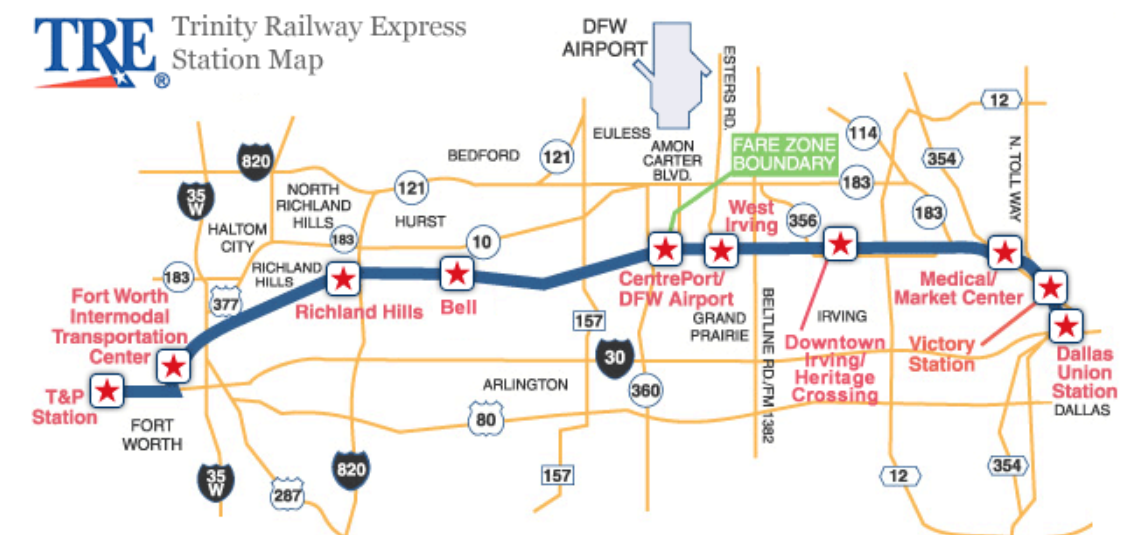 TRE®
Trinity Railway Express
Station Map
DFW
AIRPORT
ESTERS RD.
12
N. TOLL WAY
114
354
EULESS
AMON
CARTER
BLVD.
FARE ZONE
BOUNDARY
820
BEDFORD
121
183
35
W
NORTH
RICHLAND
HILLS
121
HURST
West
Irving
356
183
HALTOM
CITY
183
10
RICHLAND
HILLS
183
377
Richland Hills
Bell
CentrePort/
DFW Airport
Medical/
Market Center
Fort Worth
Intermodal
Transportation
Center
GRAND
PRAIRIE
BELTLINE RD./FM 1382
IRVING
157
Downtown
Irving/
Heritage
Crossing
Victory
Station
Dallas
Union
Station
DALLAS
30
T&P
Station
ARLINGTON
360
80
FORT
WORTH
35
W
287
820
157
12
354